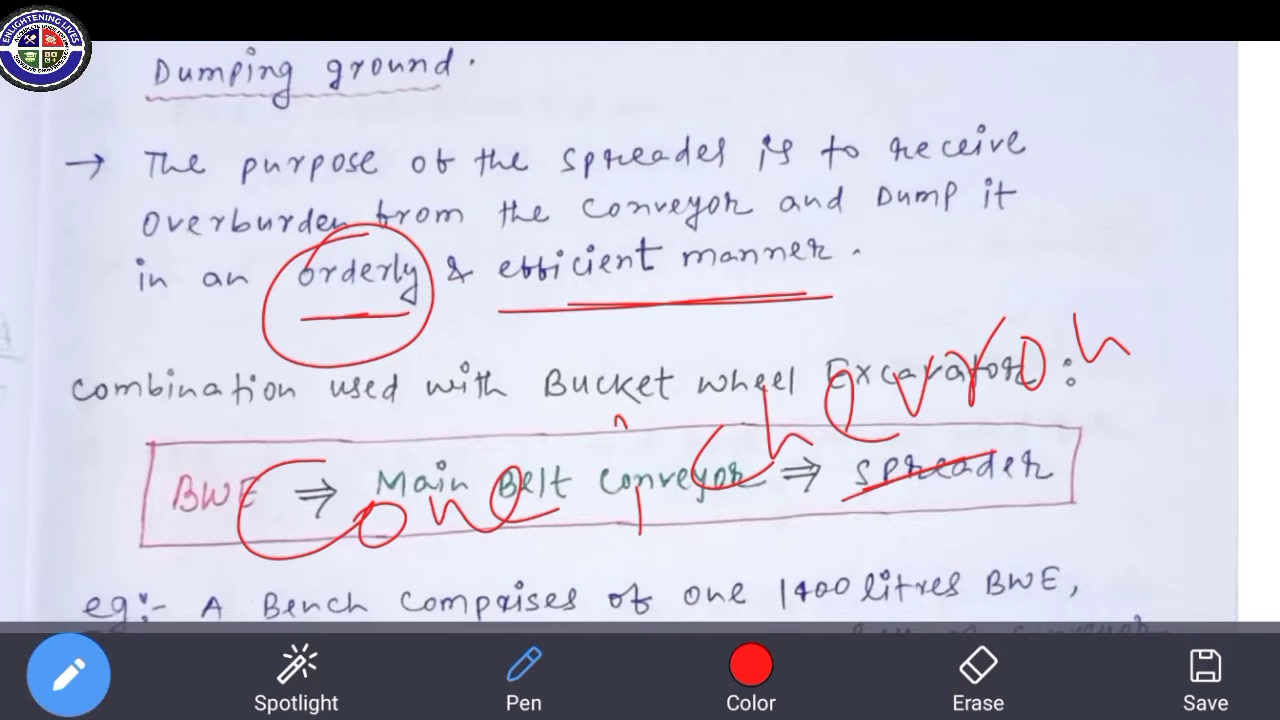 ENLIGHTENING LIVES
Dumping ground.
→ The purpose of the spreader is to receive
overburden from the conveyor and Dump it
in an orderly & efficient manner.
Combination used with Bucket wheel Excavator :
BWE ⇒ Main Belt Conveyor ⇒ spreader
Cone, chevron
eg:- A Bench comprises of one 1400 litres BWE,
Spotlight Pen Color Erase Save